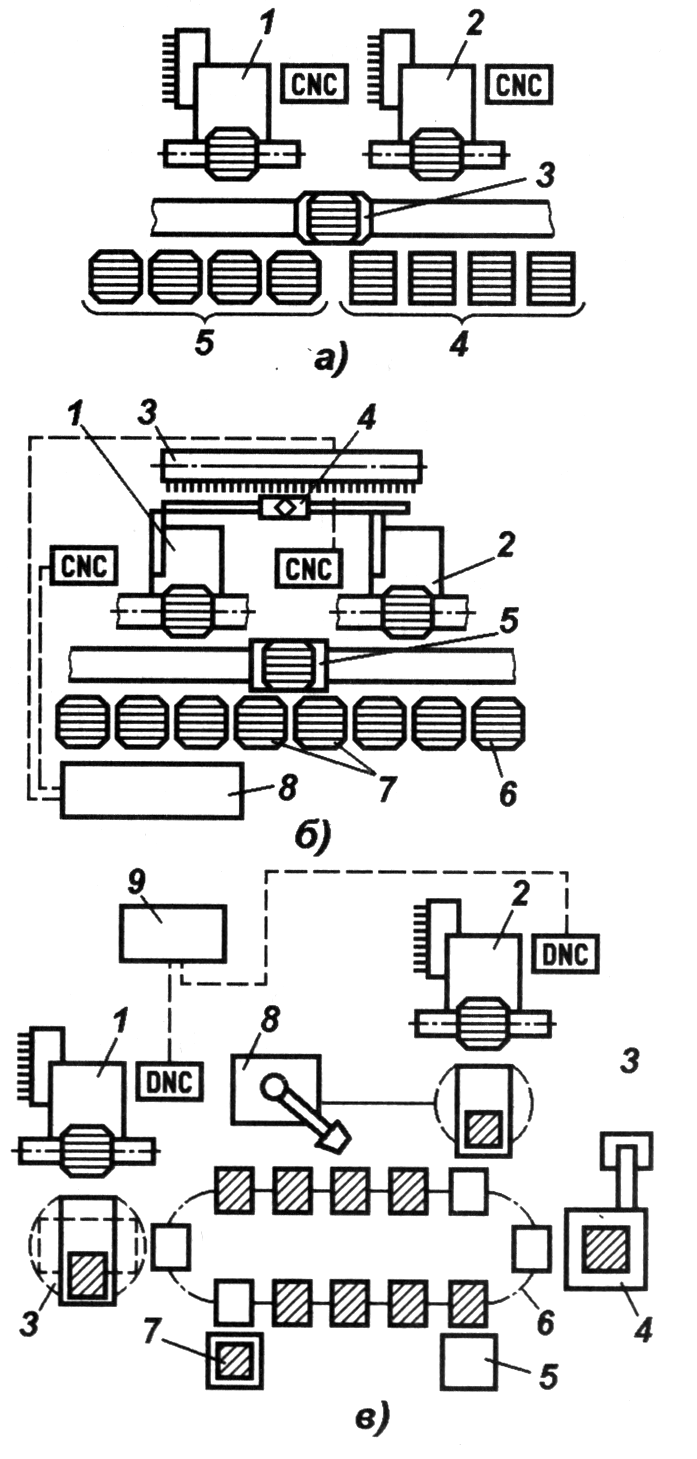 1 2
CNC CNC
3
5 4
а)
1 3 4
CNC CNC 2
5
8 7 6
б)
9 2
DNC
1 8 3
DNC
3 6 4
7 5
в)